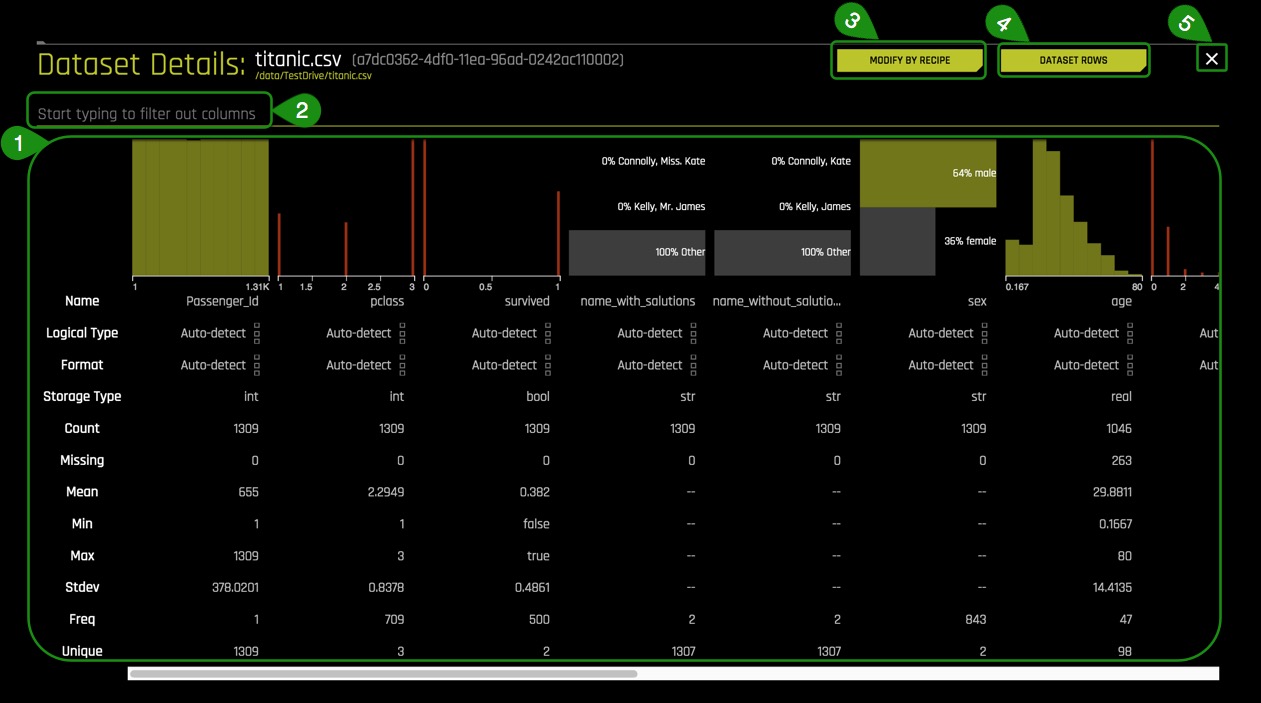 3
4
5
Dataset Details: titanic.csv (a7dc0362-4df0-11ea-96ad-0242ac110002)
/data/TestDrive/titanic.csv
MODIFY BY RECIPE
DATASET ROWS
×
Start typing to filter out columns
2
1
0% Connolly, Miss. Kate 0% Connolly, Kate
64% male
0% Kelly, Mr. James 0% Kelly, James
36% female
100% Other 100% Other
1 1.31K 1 1.5 2 2.5 3 0 0.5 1 0.167 80 0 2 4
Name Passenger_Id pclass survived name_with_salutions name_without_salutio... sex age
Logical Type Auto-detect Auto-detect Auto-detect Auto-detect Auto-detect Auto-detect Auto-detect Aut
Format Auto-detect Auto-detect Auto-detect Auto-detect Auto-detect Auto-detect Auto-detect Aut
Storage Type int int bool str str str real
Count 1309 1309 1309 1309 1309 1309 1046
Missing 0 0 0 0 0 0 263
Mean 655 2.2949 0.382 -- -- -- 29.8811
Min 1 1 false -- -- -- 0.1667
Max 1309 3 true -- -- -- 80
Stdev 378.0201 0.8378 0.4861 -- -- -- 14.4135
Freq 1 709 500 2 2 843 47
Unique 1309 3 2 1307 1307 2 98